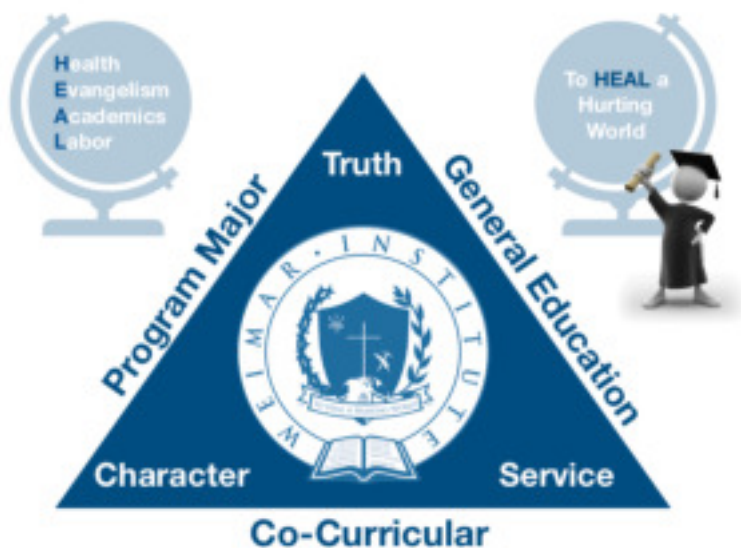 Health
Evangelism
Academics
Labor
To HEAL a
Hurting
World
Truth
Program Major
General Education
WEIMAR · INSTITUTE
Character
Service
Co-Curricular